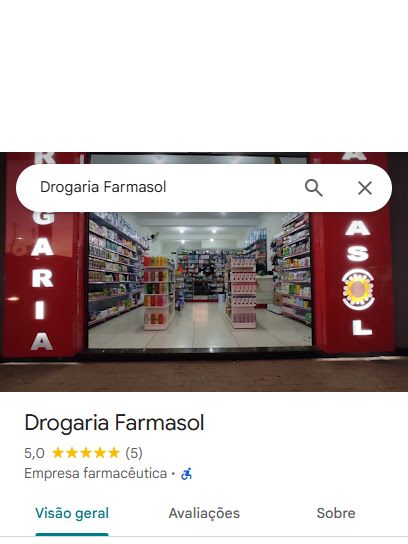 Drogaria Farmasol
R
G
A
R
I
A
A
A
S
O
L
Drogaria Farmasol
5,0 ★★★★★ (5)
Empresa farmacêutica ·
Visão geral
Avaliações
Sobre